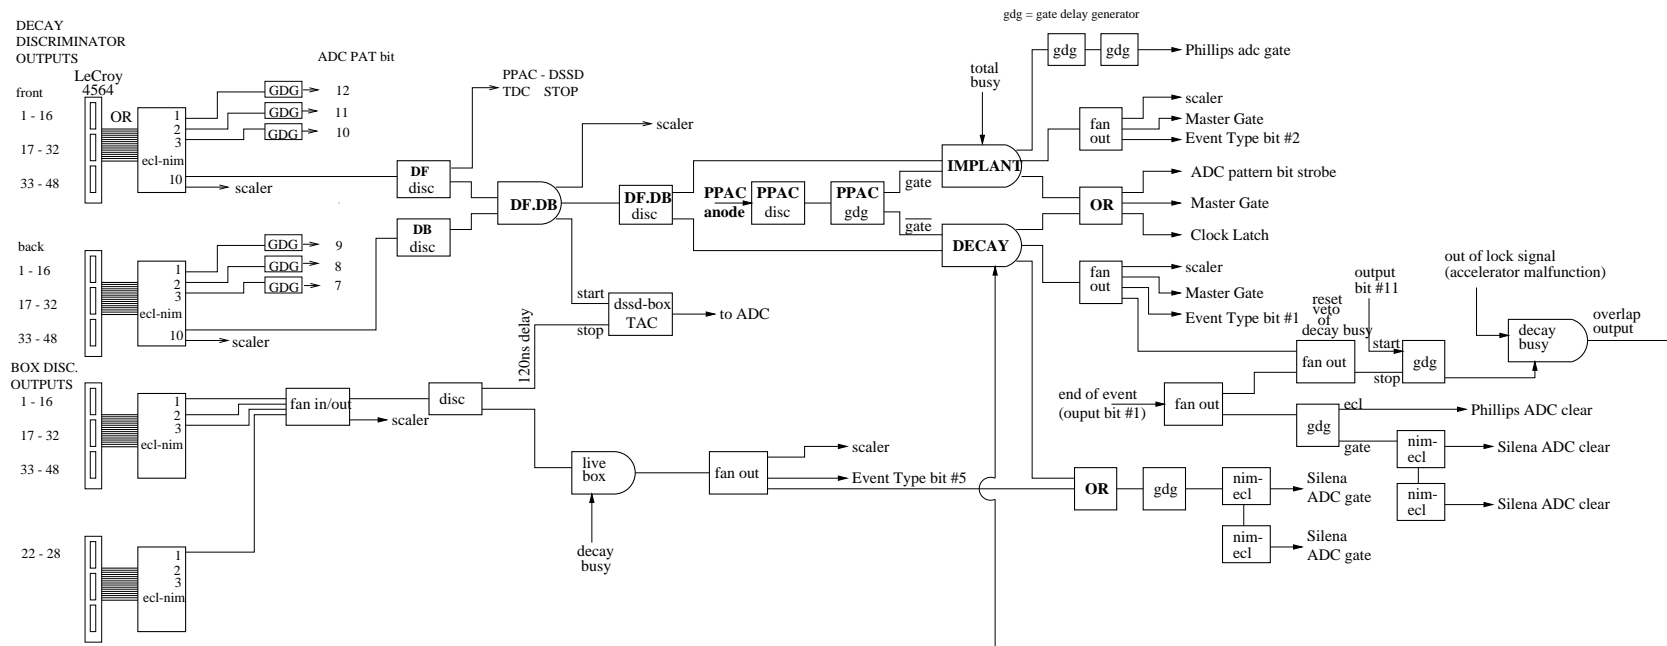 gdg = gate delay generator
DECAY
DISCRIMINATOR
OUTPUTS
ADC PAT bit
LeCroy
4564
front
1 - 16
17 - 32
33 - 48
OR
1
2
3
10
ecl-nim
GDG
12
GDG
11
GDG
10
scaler
PPAC - DSSD
TDC STOP
DF
disc
scaler
DF.DB
DB
disc
DF.DB
disc
PPAC
anode
PPAC
disc
PPAC
gdg
gate
gate
total
busy
IMPLANT
DECAY
gdg
gdg
Phillips adc gate
fan
out
scaler
Master Gate
Event Type bit #2
OR
ADC pattern bit strobe
Master Gate
Clock Latch
fan
out
scaler
Master Gate
Event Type bit #1
back
1 - 16
17 - 32
33 - 48
1
2
3
10
ecl-nim
GDG
9
GDG
8
GDG
7
scaler
start
stop
dssd-box
TAC
to ADC
120ns delay
output
bit #11
out of lock signal
(accelerator malfunction)
reset
veto
of
decay busy
fan out
start
stop
gdg
decay
busy
overlap
output
end of event
(ouput bit #1)
fan out
gdg
ecl
gate
Phillips ADC clear
nim-
ecl
Silena ADC clear
nim-
ecl
Silena ADC clear
BOX DISC.
OUTPUTS
1 - 16
17 - 32
33 - 48
1
2
3
ecl-nim
fan in/out
scaler
disc
live
box
decay
busy
fan out
scaler
Event Type bit #5
OR
gdg
nim-
ecl
Silena
ADC gate
nim-
ecl
Silena
ADC gate
22 - 28
1
2
3
ecl-nim